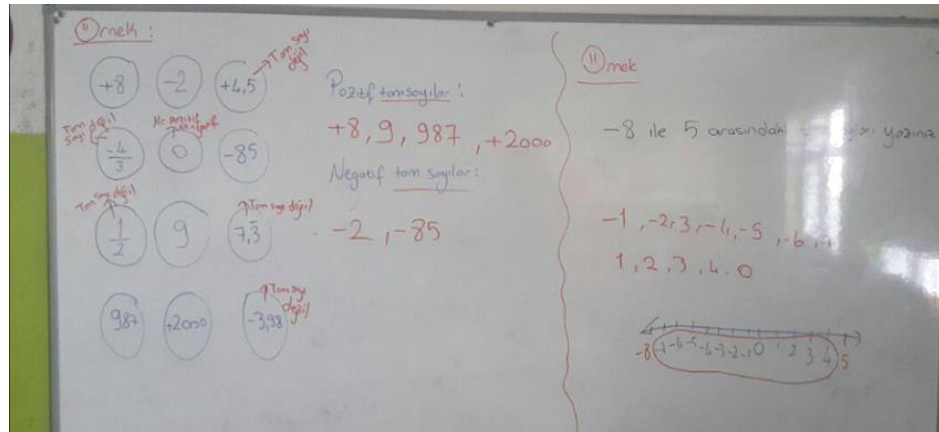 Örnek :
+8 -2 +4,5 Tam sayı
değil
Tam değil
sayı
-4
3
Ne pozitif
0 -85
Tam sayı değil
1
2
9 7,3̅ Tam sayı değil
987 +2000 -3,98 Tam sayı
değil
Pozitif tamsayılar :
+8, 9, 987, +2000
Negatif tam sayılar :
-2, -85
Örnek
-8 ile 5 arasındaki yazınız
-1, -2, 3, -4, -5, -6
1, 2, 3, 4. 0
-8 -7 -6 -5 -4 -3 -2 -1 0 1 2 3 4 5